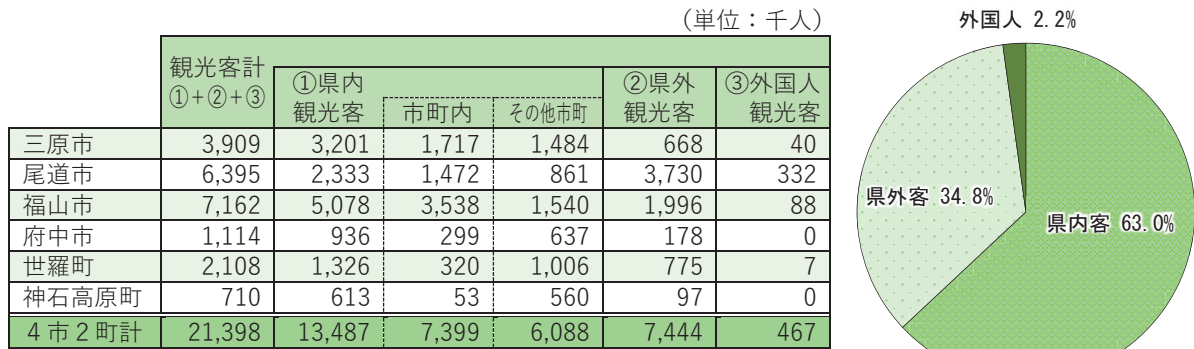 （単位：千人）
観光客計
①+②+③
①県内
観光客
市町内
その他市町
②県外
観光客
③外国人
観光客
三原市 3,909 3,201 1,717 1,484 668 40
尾道市 6,395 2,333 1,472 861 3,730 332
福山市 7,162 5,078 3,538 1,540 1,996 88
府中市 1,114 936 299 637 178 0
世羅町 2,108 1,326 320 1,006 775 7
神石高原町 710 613 53 560 97 0
４市２町計 21,398 13,487 7,399 6,088 7,444 467
外国人 2.2%
県外客 34.8%
県内客 63.0%